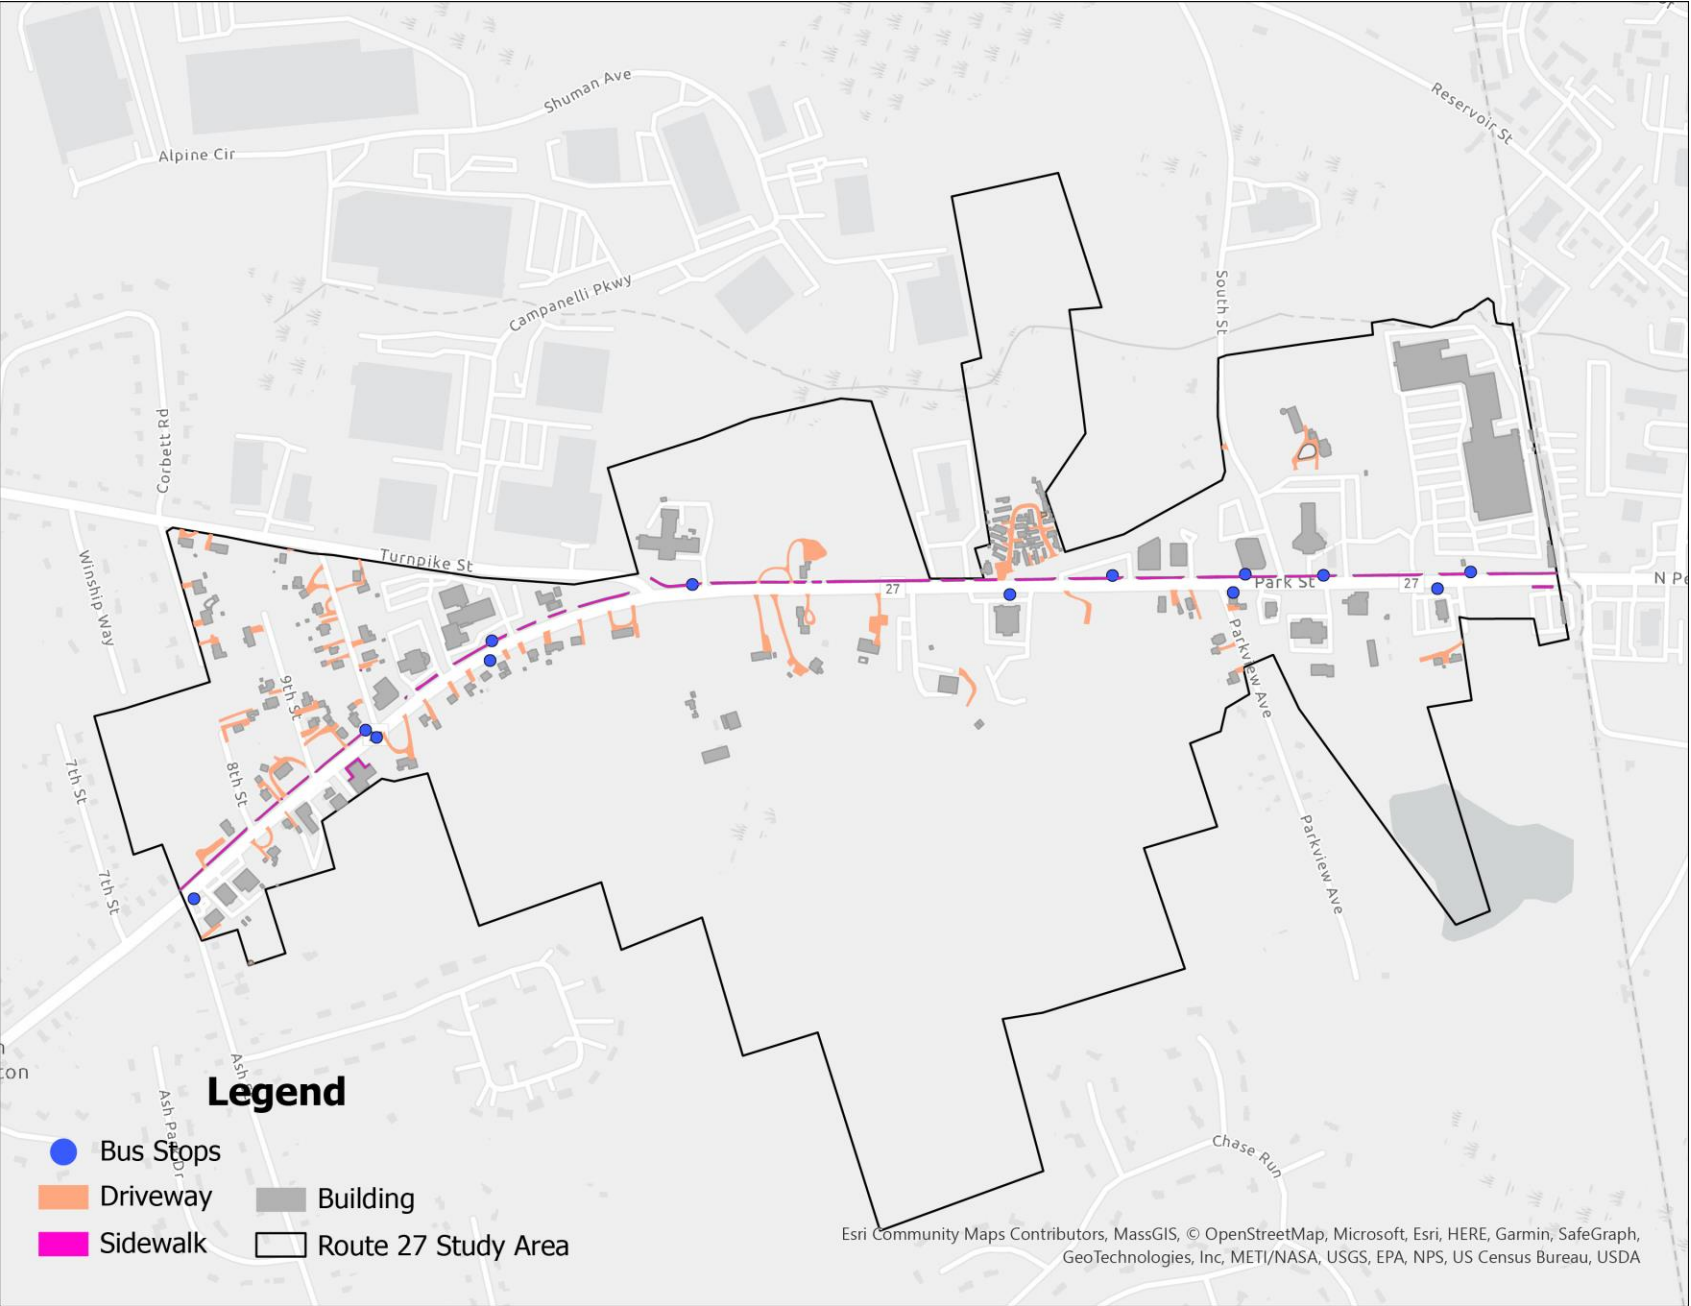 Shuman Ave
Reservoir St
Alpine Cir
South St
Campanelli Pkwy
Corbett Rd
Turnpike St
Winship Way
27
Park St
27
N Pe
9th St
Parkview Ave
7th St
8th St
Parkview Ave
7th St
con
Ash
Legend
Ash Park Dr
Bus Stops
Driveway
Building
Sidewalk
Route 27 Study Area
Chase Run
Esri Community Maps Contributors, MassGIS, © OpenStreetMap, Microsoft, Esri, HERE, Garmin, SafeGraph,
GeoTechnologies, Inc, METI/NASA, USGS, EPA, NPS, US Census Bureau, USDA